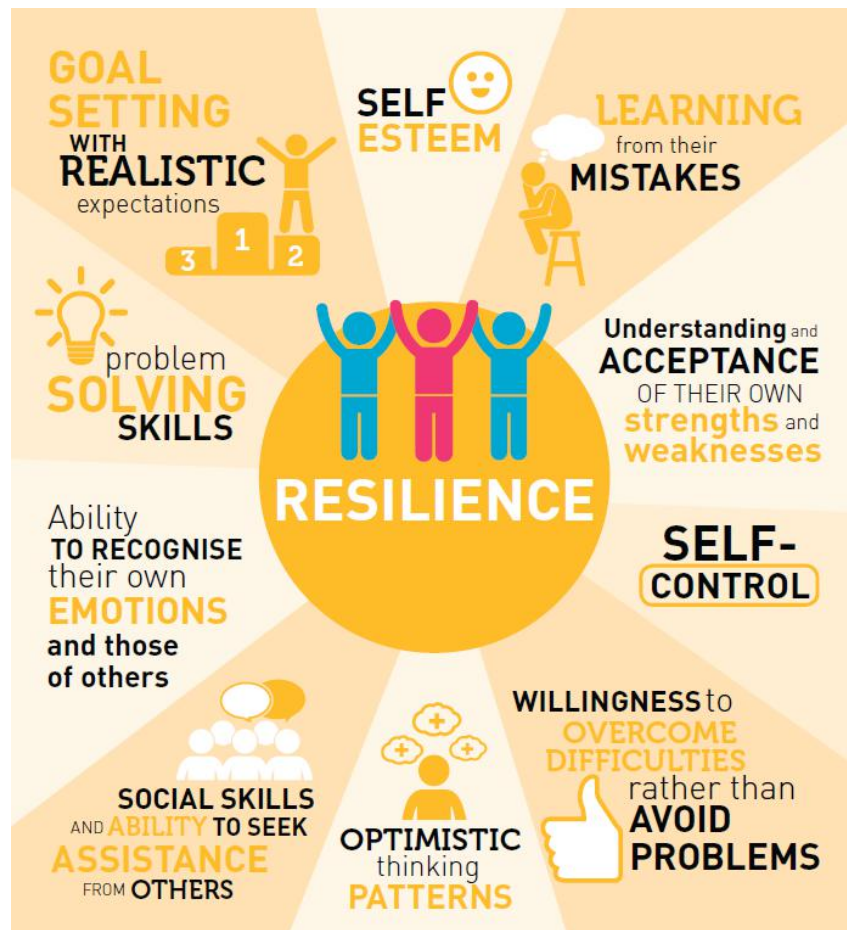 GOAL
SETTING
WITH
REALISTIC
expectations
3 1 2
SELF
ESTEEM
LEARNING
from their
MISTAKES
Understanding and
ACCEPTANCE
OF THEIR OWN
strengths and
weaknesses
SELF-
CONTROL
WILLINGNESS to
OVERCOME
DIFFICULTIES
rather than
AVOID
PROBLEMS
OPTIMISTIC
thinking
PATTERNS
SOCIAL SKILLS
AND ABILITY TO SEEK
ASSISTANCE
FROM OTHERS
Ability
TO RECOGNISE
their own
EMOTIONS
and those
of others
problem
SOLVING
SKILLS
RESILIENCE